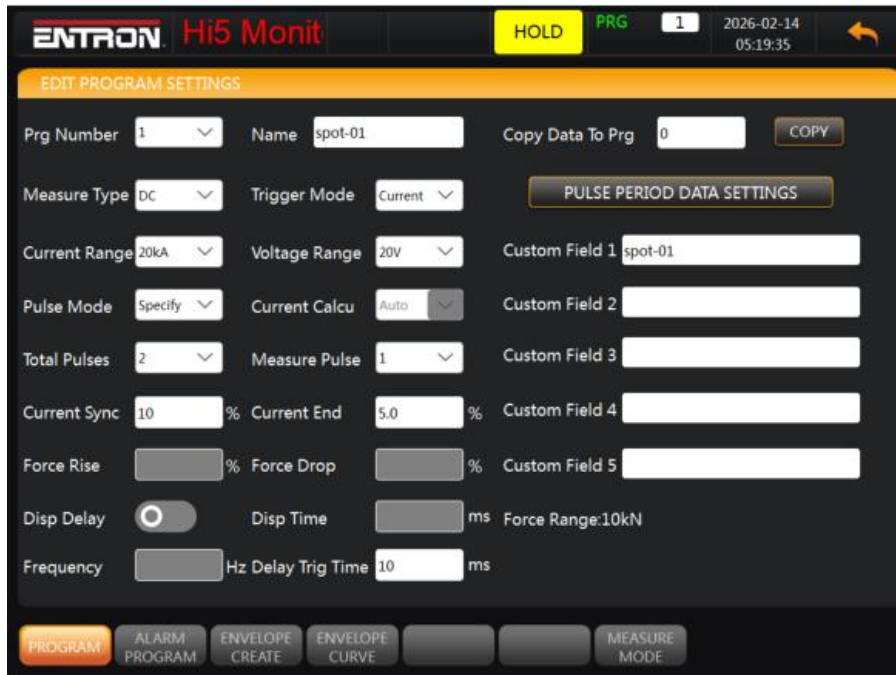 ENTRON. Hi5 Monit HOLD PRG 1 2026-02-14
05:19:35
EDIT PROGRAM SETTINGS
Prg Number 1 Name spot-01 Copy Data To Prg 0 COPY
Measure Type DC Trigger Mode Current PULSE PERIOD DATA SETTINGS
Current Range 20kA Voltage Range 20V Custom Field 1 spot-01
Pulse Mode Specify Current Calcu Auto Custom Field 2
Total Pulses 2 Measure Pulse 1 Custom Field 3
Current Sync 10 % Current End 5.0 % Custom Field 4
Force Rise % Force Drop % Custom Field 5
Disp Delay Disp Time ms Force Range:10kN
Frequency Hz Delay Trig Time 10 ms
PROGRAM ALARM PROGRAM ENVELOPE CREATE ENVELOPE CURVE MEASURE MODE